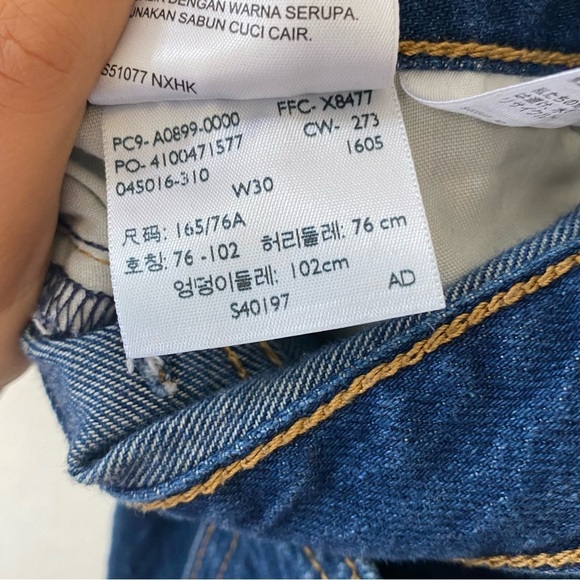 DENGAN WARNA SERUPA.
SABUN CUCI CAIR.
S51077 NXHK
PC9- A0899-0000 FFC- X8477
PO- 4100471577 CW- 273
045016-310 1605
W30
尺码: 165/76A
호칭: 76 -102 허리둘레: 76 cm
엉덩이둘레: 102cm
S40197 AD